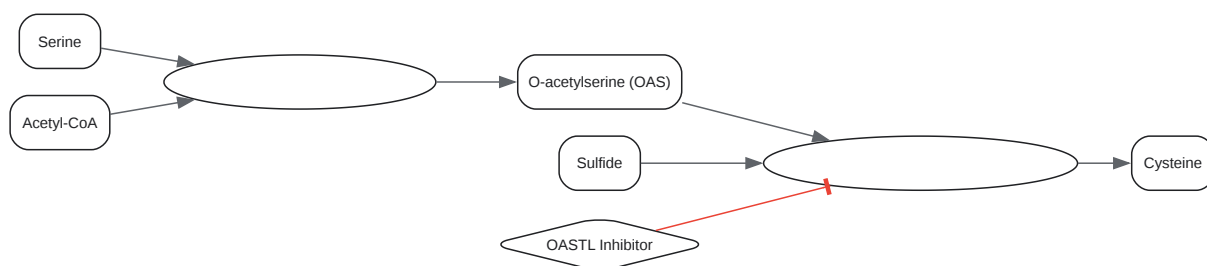 Serine
Acetyl-CoA
O-acetylserine (OAS)
Sulfide
Cysteine
OASTL Inhibitor